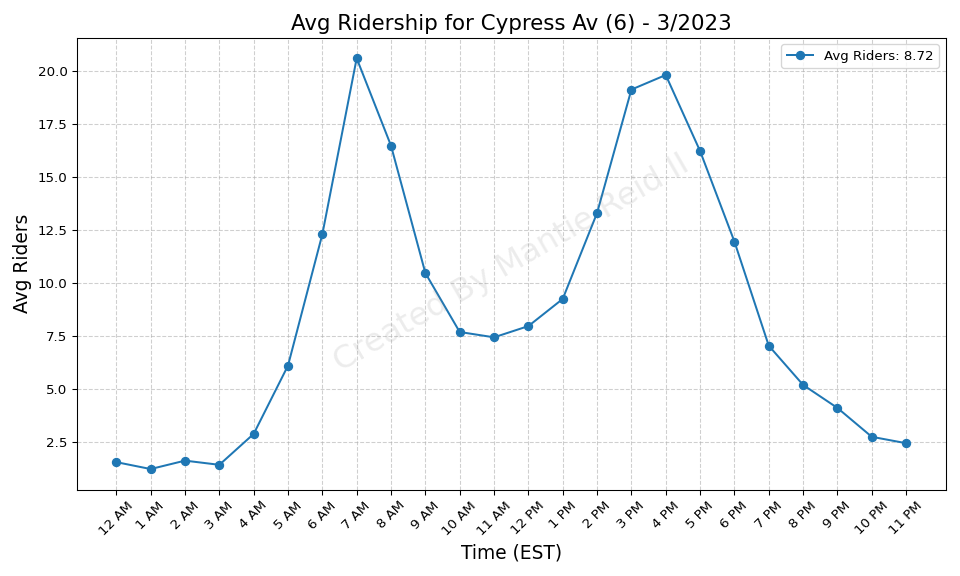 Avg Ridership for Cypress Av (6) - 3/2023
Avg Riders: 8.72
20.0
17.5
15.0
12.5
10.0
7.5
5.0
2.5
Avg Riders
Created By Mantie Reid II
12 AM
1 AM
2 AM
3 AM
4 AM
5 AM
6 AM
7 AM
8 AM
9 AM
10 AM
11 AM
12 PM
1 PM
2 PM
3 PM
4 PM
5 PM
6 PM
7 PM
8 PM
9 PM
10 PM
11 PM
Time (EST)